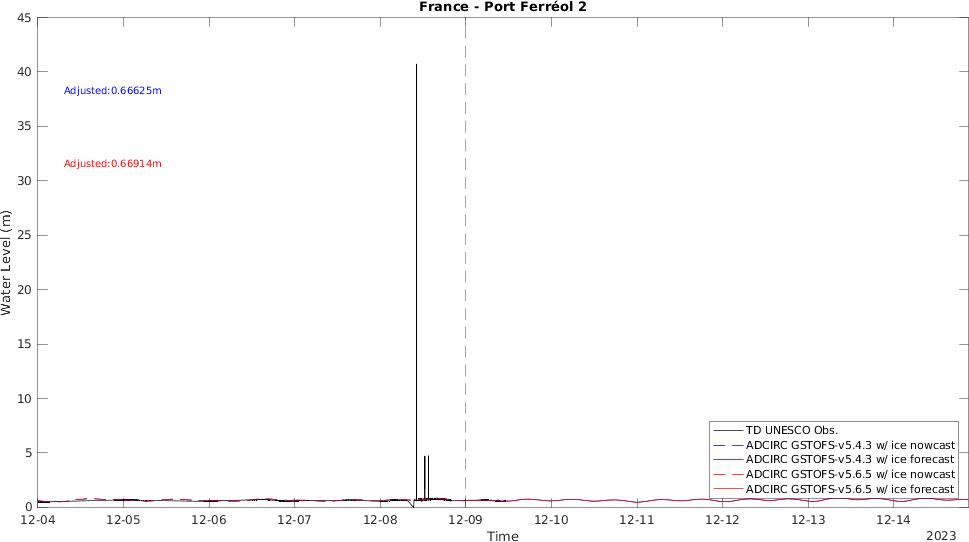 France - Port Ferréol 2
45
40
35
30
25
20
15
10
5
0
Water Level (m)
Adjusted:0.66625m
Adjusted:0.66914m
TD UNESCO Obs.
ADCIRC GSTOFS-v5.4.3 w/ ice nowcast
ADCIRC GSTOFS-v5.4.3 w/ ice forecast
ADCIRC GSTOFS-v5.6.5 w/ ice nowcast
ADCIRC GSTOFS-v5.6.5 w/ ice forecast
12-04 12-05 12-06 12-07 12-08 12-09 12-10 12-11 12-12 12-13 12-14
Time
2023